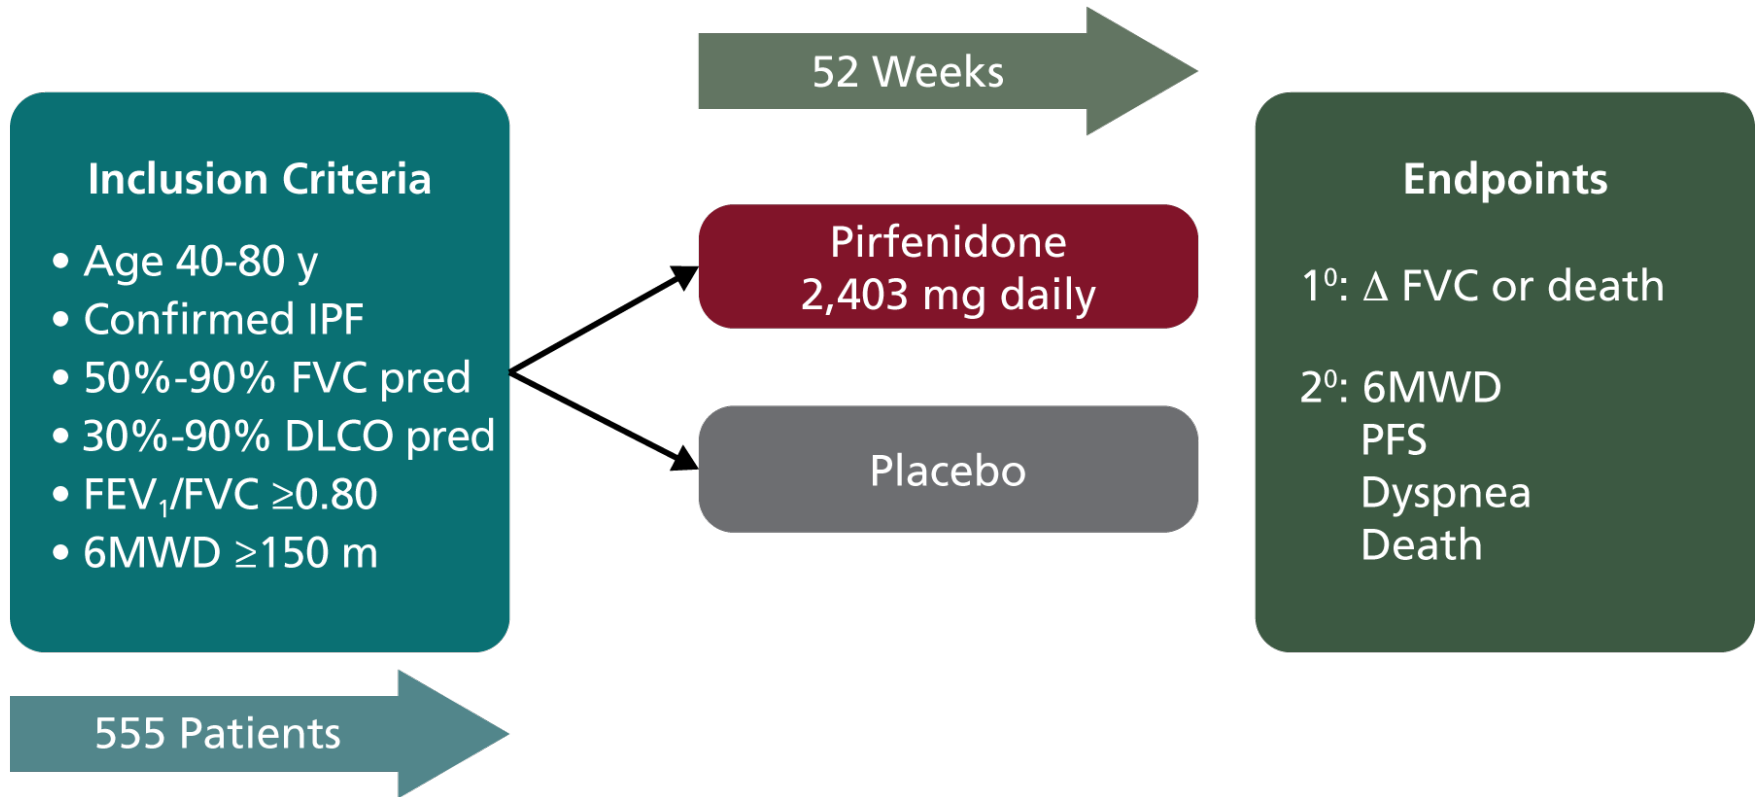 52 Weeks
Inclusion Criteria
• Age 40-80 y
• Confirmed IPF
• 50%-90% FVC pred
• 30%-90% DLCO pred
• FEV₁/FVC ≥0.80
• 6MWD ≥150 m
555 Patients
Pirfenidone
2,403 mg daily
Placebo
Endpoints
1⁰: Δ FVC or death
2⁰: 6MWD
PFS
Dyspnea
Death